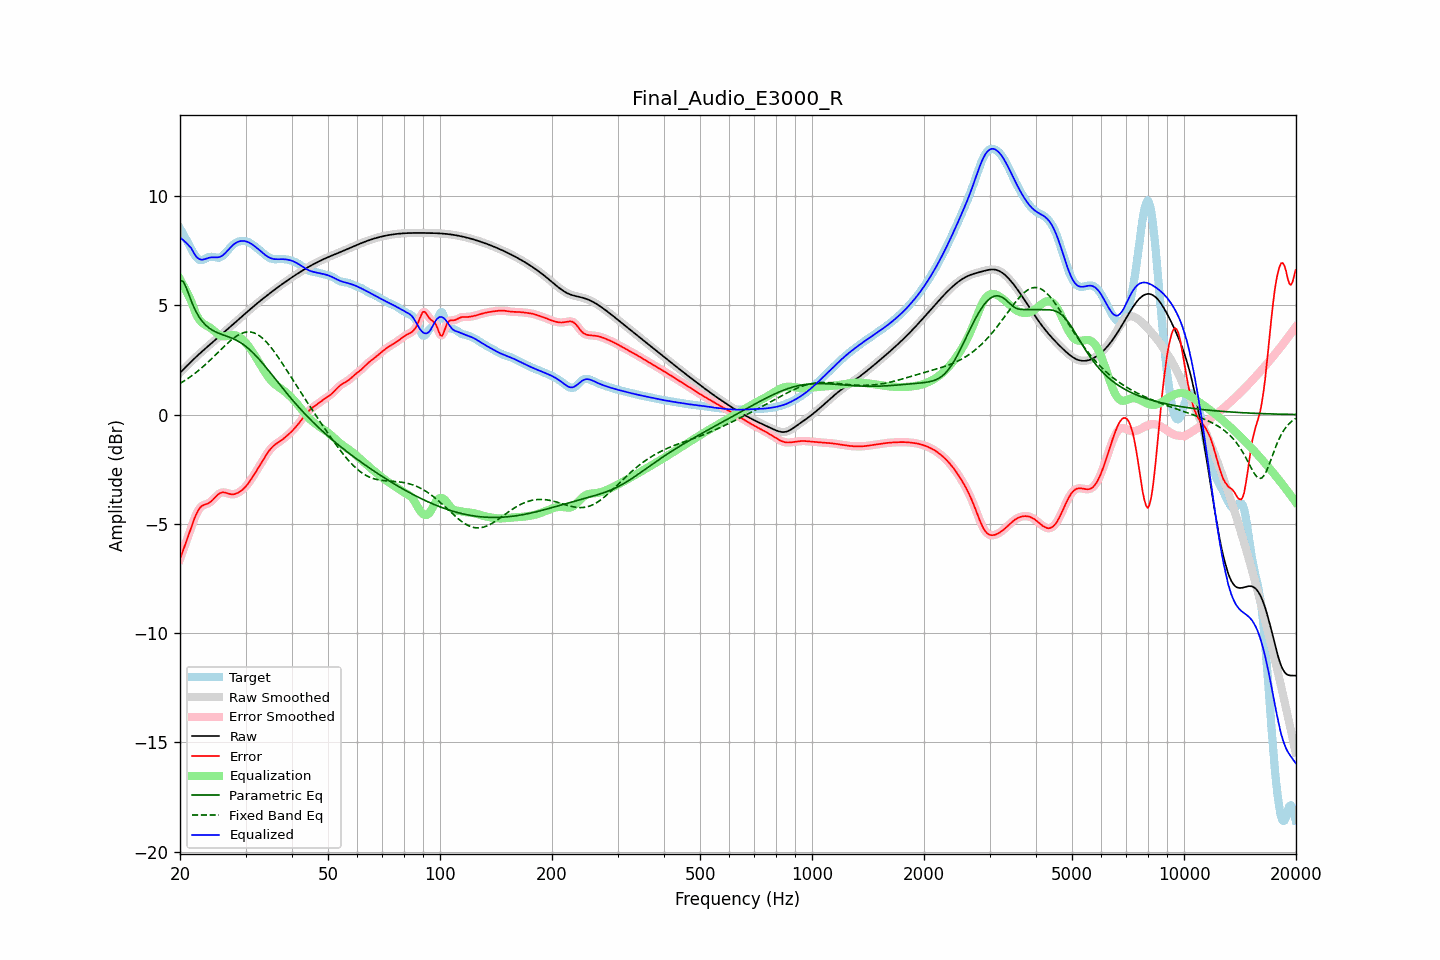 Final_Audio_E3000_R
Amplitude (dBr)
10
5
0
−5
−10
−15
−20
Target
Raw Smoothed
Error Smoothed
Raw
Error
Equalization
Parametric Eq
Fixed Band Eq
Equalized
20 50 100 200 500 1000 2000 5000 10000 20000
Frequency (Hz)